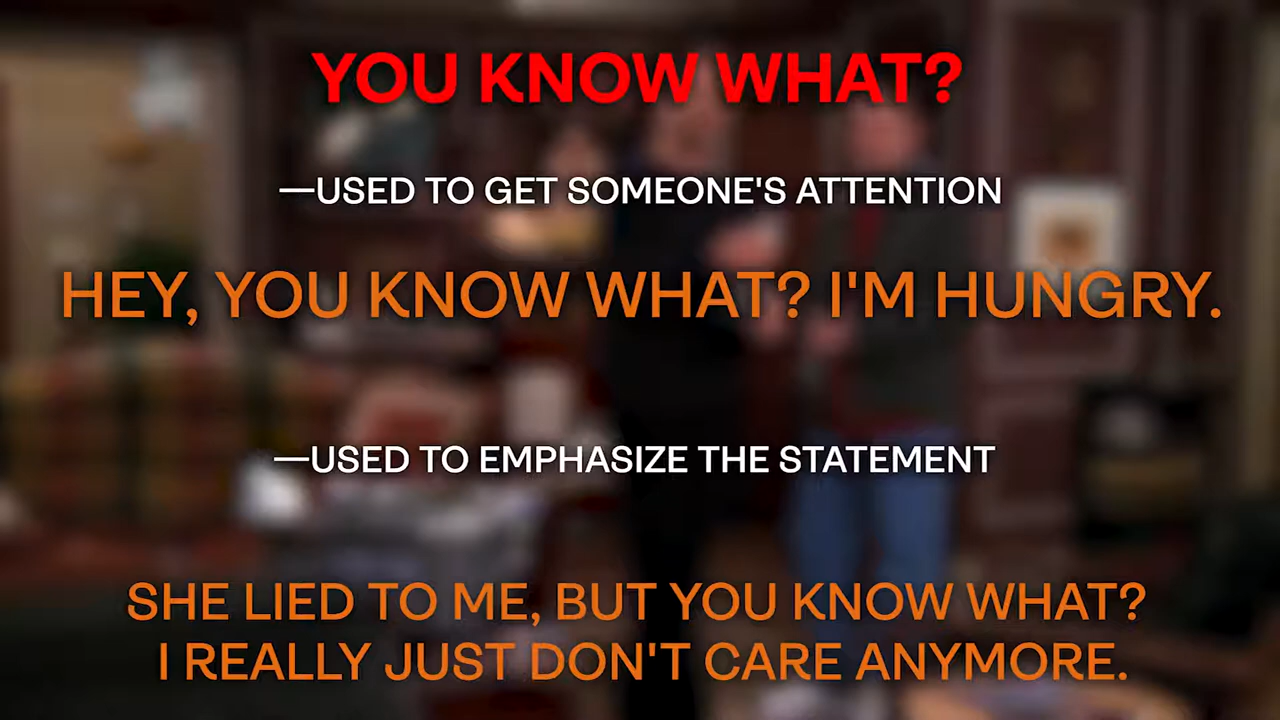 YOU KNOW WHAT?
—USED TO GET SOMEONE'S ATTENTION
HEY, YOU KNOW WHAT? I'M HUNGRY.
—USED TO EMPHASIZE THE STATEMENT
SHE LIED TO ME, BUT YOU KNOW WHAT?
I REALLY JUST DON'T CARE ANYMORE.